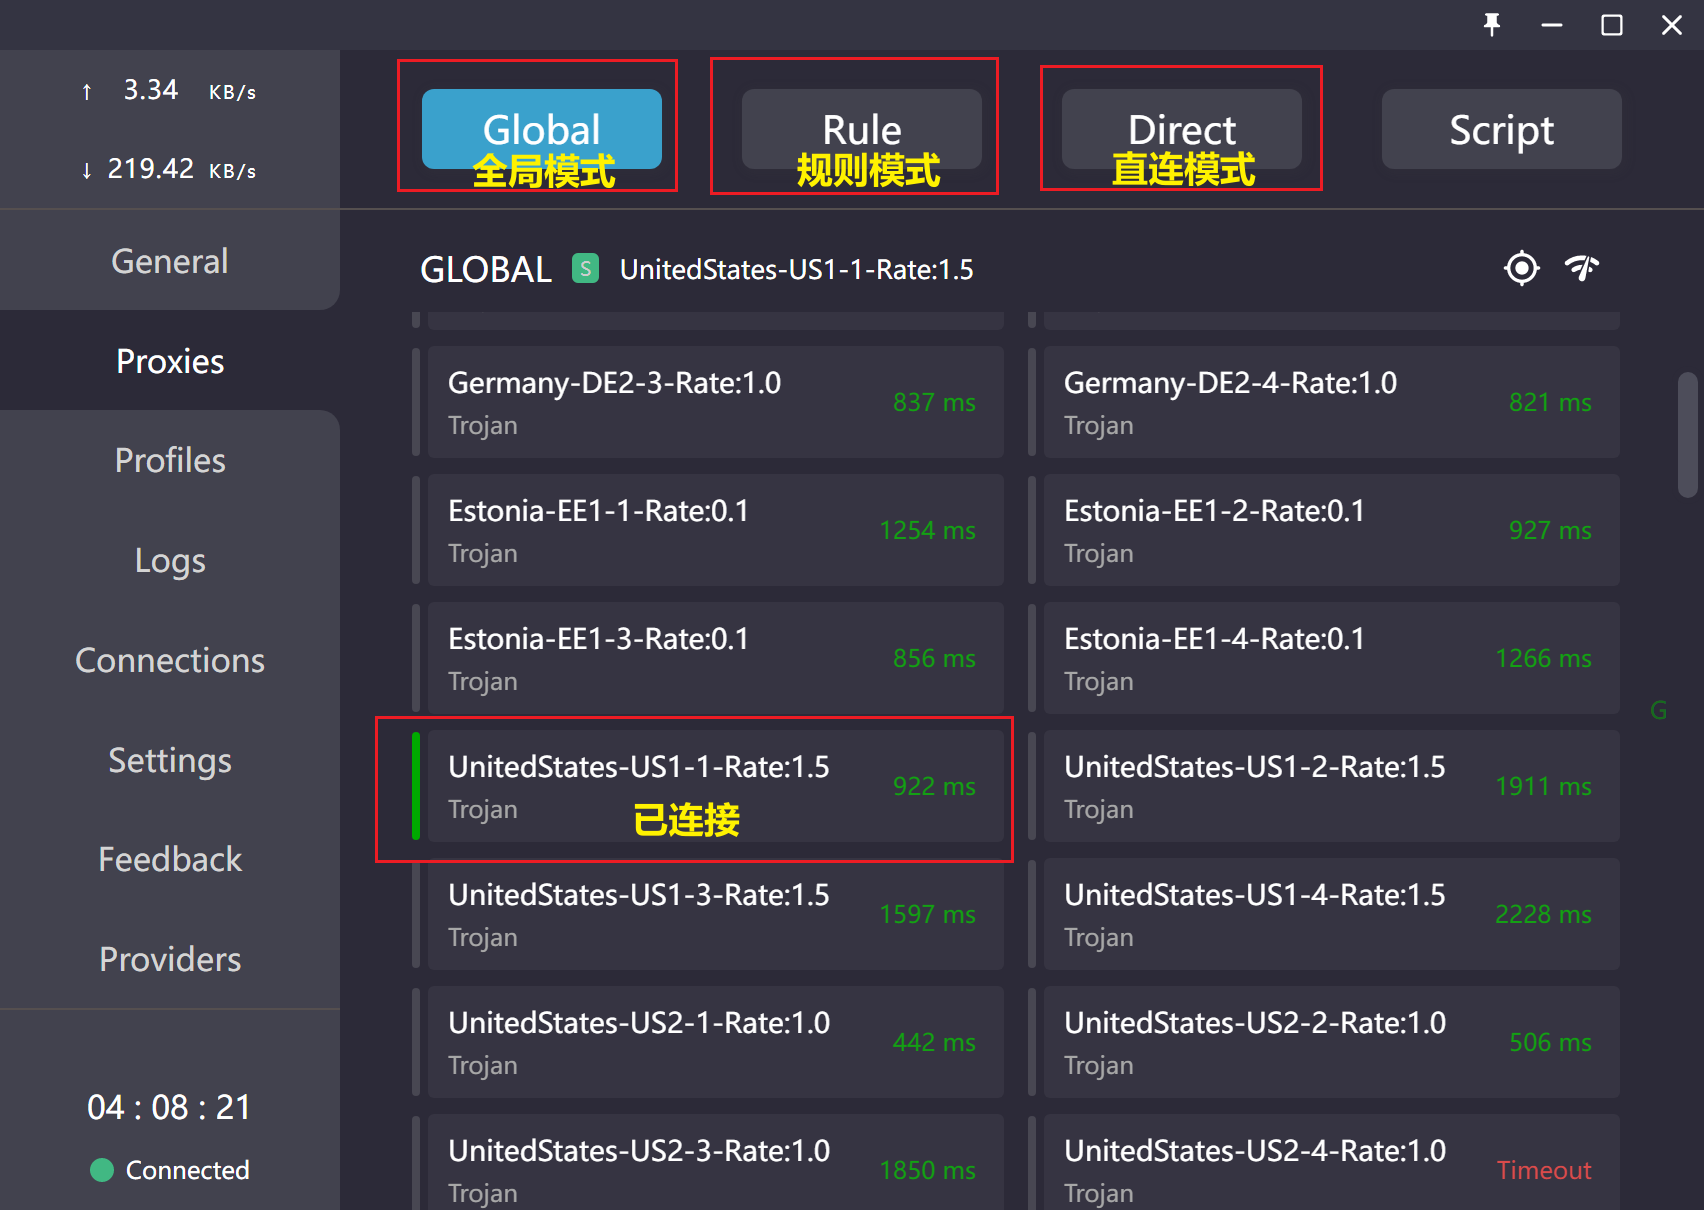 ↑ 3.34 KB/s
↓ 219.42 KB/s
General
Proxies
Profiles
Logs
Connections
Settings
Feedback
Providers
04 : 08 : 21
Connected
Global
全局模式
Rule
规则模式
Direct
直连模式
Script
GLOBAL S UnitedStates-US1-1-Rate:1.5
Germany-DE2-3-Rate:1.0
Trojan
837 ms
Germany-DE2-4-Rate:1.0
Trojan
821 ms
Estonia-EE1-1-Rate:0.1
Trojan
1254 ms
Estonia-EE1-2-Rate:0.1
Trojan
927 ms
Estonia-EE1-3-Rate:0.1
Trojan
856 ms
Estonia-EE1-4-Rate:0.1
Trojan
1266 ms
G
UnitedStates-US1-1-Rate:1.5
Trojan
922 ms
已连接
UnitedStates-US1-2-Rate:1.5
Trojan
1911 ms
UnitedStates-US1-3-Rate:1.5
Trojan
1597 ms
UnitedStates-US1-4-Rate:1.5
Trojan
2228 ms
UnitedStates-US2-1-Rate:1.0
Trojan
442 ms
UnitedStates-US2-2-Rate:1.0
Trojan
506 ms
UnitedStates-US2-3-Rate:1.0
Trojan
1850 ms
UnitedStates-US2-4-Rate:1.0
Trojan
Timeout